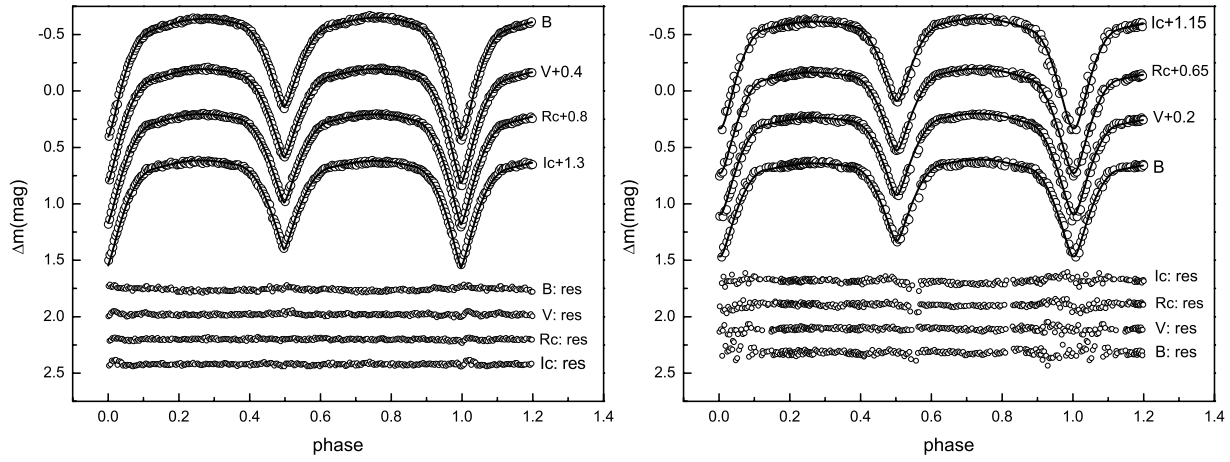 -0.5
0.0
0.5
1.0
1.5
2.0
2.5
Δm(mag)
B
V+0.4
Rc+0.8
Ic+1.3
B: res
V: res
Rc: res
Ic: res
0.0 0.2 0.4 0.6 0.8 1.0 1.2 1.4
phase
-0.5
0.0
0.5
1.0
1.5
2.0
2.5
Δm(mag)
Ic+1.15
Rc+0.65
V+0.2
B
Ic: res
Rc: res
V: res
B: res
0.0 0.2 0.4 0.6 0.8 1.0 1.2 1.4
phase